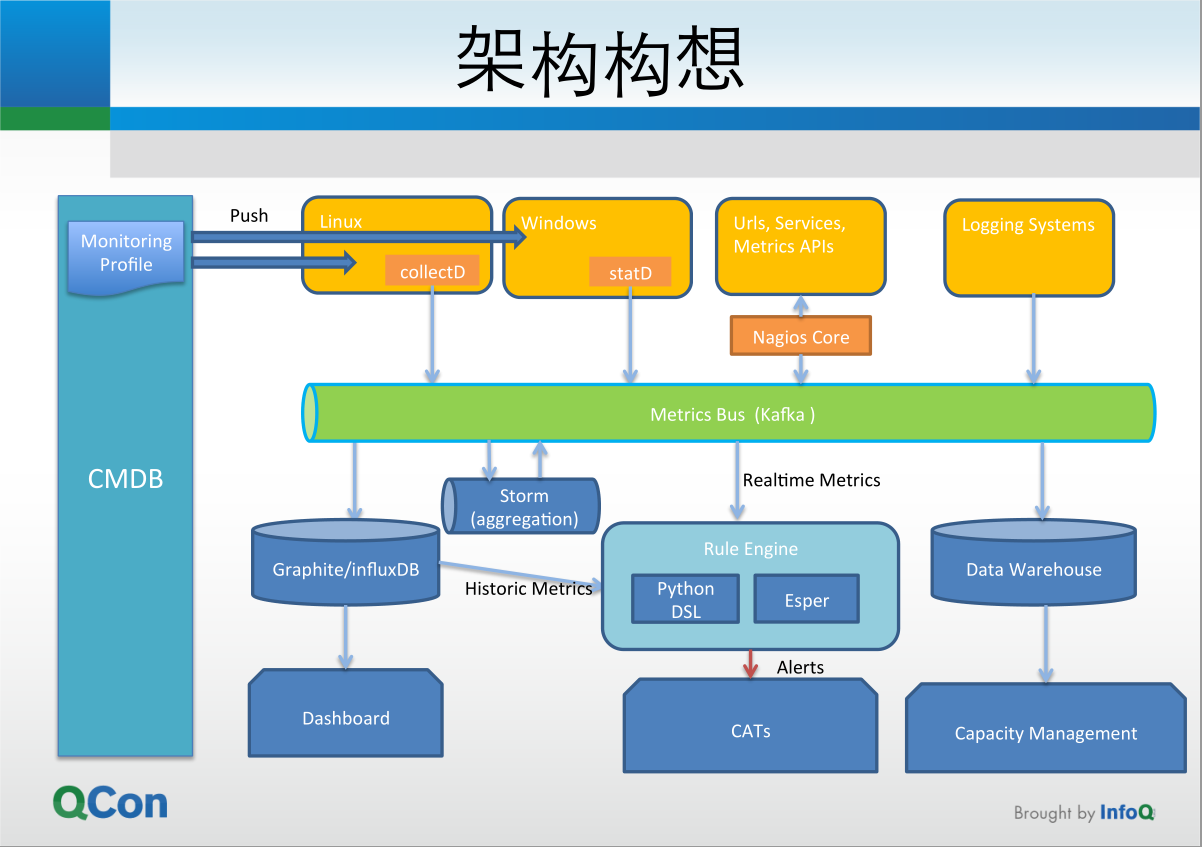 架构构想
Push
Monitoring
Profile
CMDB
Linux
collectD
Windows
statD
Urls, Services,
Metrics APIs
Nagios Core
Logging Systems
Metrics Bus (Kafka )
Storm
(aggregation)
Realtime Metrics
Graphite/influxDB
Historic Metrics
Rule Engine
Python
DSL
Esper
Data Warehouse
Alerts
Dashboard
CATs
Capacity Management
QCon
Brought by InfoQ